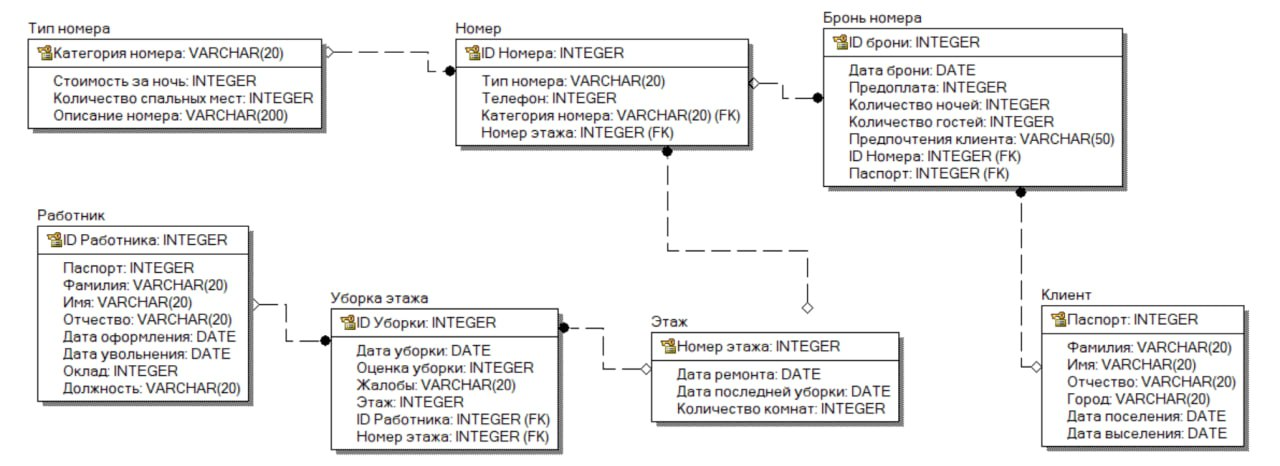 Тип номера
Категория номера: VARCHAR(20)
Стоимость за ночь: INTEGER
Количество спальных мест: INTEGER
Описание номера: VARCHAR(200)
Номер
ID Номера: INTEGER
Тип номера: VARCHAR(20)
Телефон: INTEGER
Категория номера: VARCHAR(20) (FK)
Номер этажа: INTEGER (FK)
Бронь номера
ID брони: INTEGER
Дата брони: DATE
Предоплата: INTEGER
Количество ночей: INTEGER
Количество гостей: INTEGER
Предпочтения клиента: VARCHAR(50)
ID Номера: INTEGER (FK)
Паспорт: INTEGER (FK)
Работник
ID Работника: INTEGER
Паспорт: INTEGER
Фамилия: VARCHAR(20)
Имя: VARCHAR(20)
Отчество: VARCHAR(20)
Дата оформления: DATE
Дата увольнения: DATE
Оклад: INTEGER
Должность: VARCHAR(20)
Уборка этажа
ID Уборки: INTEGER
Дата уборки: DATE
Оценка уборки: INTEGER
Жалобы: VARCHAR(20)
Этаж: INTEGER
ID Работника: INTEGER (FK)
Номер этажа: INTEGER (FK)
Этаж
Номер этажа: INTEGER
Дата ремонта: DATE
Дата последней уборки: DATE
Количество комнат: INTEGER
Клиент
Паспорт: INTEGER
Фамилия: VARCHAR(20)
Имя: VARCHAR(20)
Отчество: VARCHAR(20)
Город: VARCHAR(20)
Дата поселения: DATE
Дата выселения: DATE